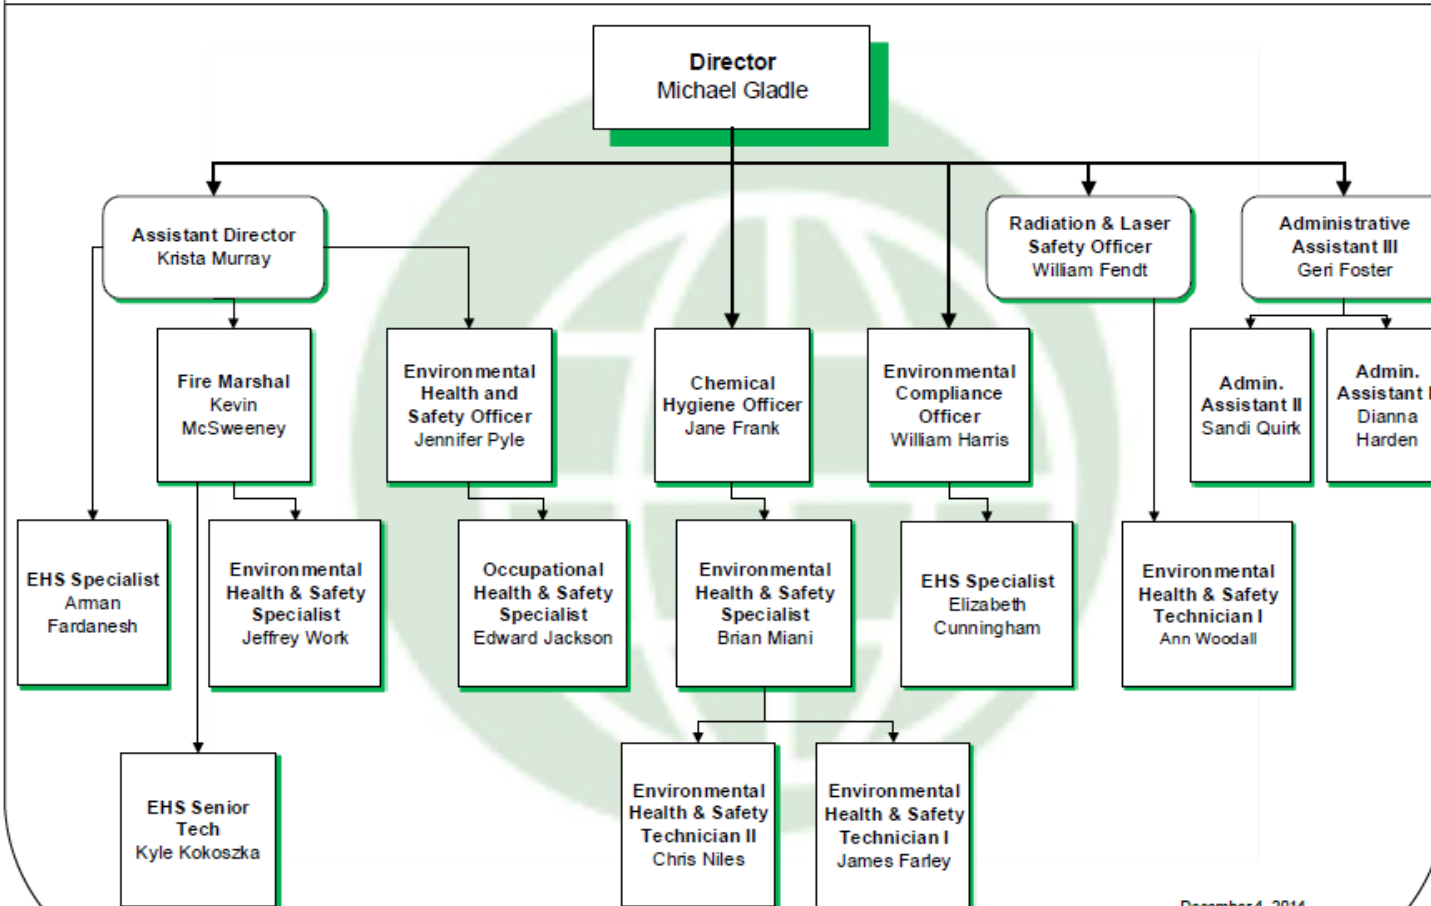 Director
Michael Gladle
Assistant Director
Krista Murray
Radiation & Laser
Safety Officer
William Fendt
Administrative
Assistant III
Geri Foster
Fire Marshal
Kevin
McSweeney
Environmental
Health and
Safety Officer
Jennifer Pyle
Chemical
Hygiene Officer
Jane Frank
Environmental
Compliance
Officer
William Harris
Admin.
Assistant II
Sandi Quirk
Admin.
Assistant
Dianna
Harden
EHS Specialist
Arman
Fardanesh
Environmental
Health & Safety
Specialist
Jeffrey Work
Occupational
Health & Safety
Specialist
Edward Jackson
Environmental
Health & Safety
Specialist
Brian Miani
EHS Specialist
Elizabeth
Cunningham
Environmental
Health & Safety
Technician I
Ann Woodall
EHS Senior
Tech
Kyle Kokoszka
Environmental
Health & Safety
Technician II
Chris Niles
Environmental
Health & Safety
Technician I
James Farley
December 4, 2014